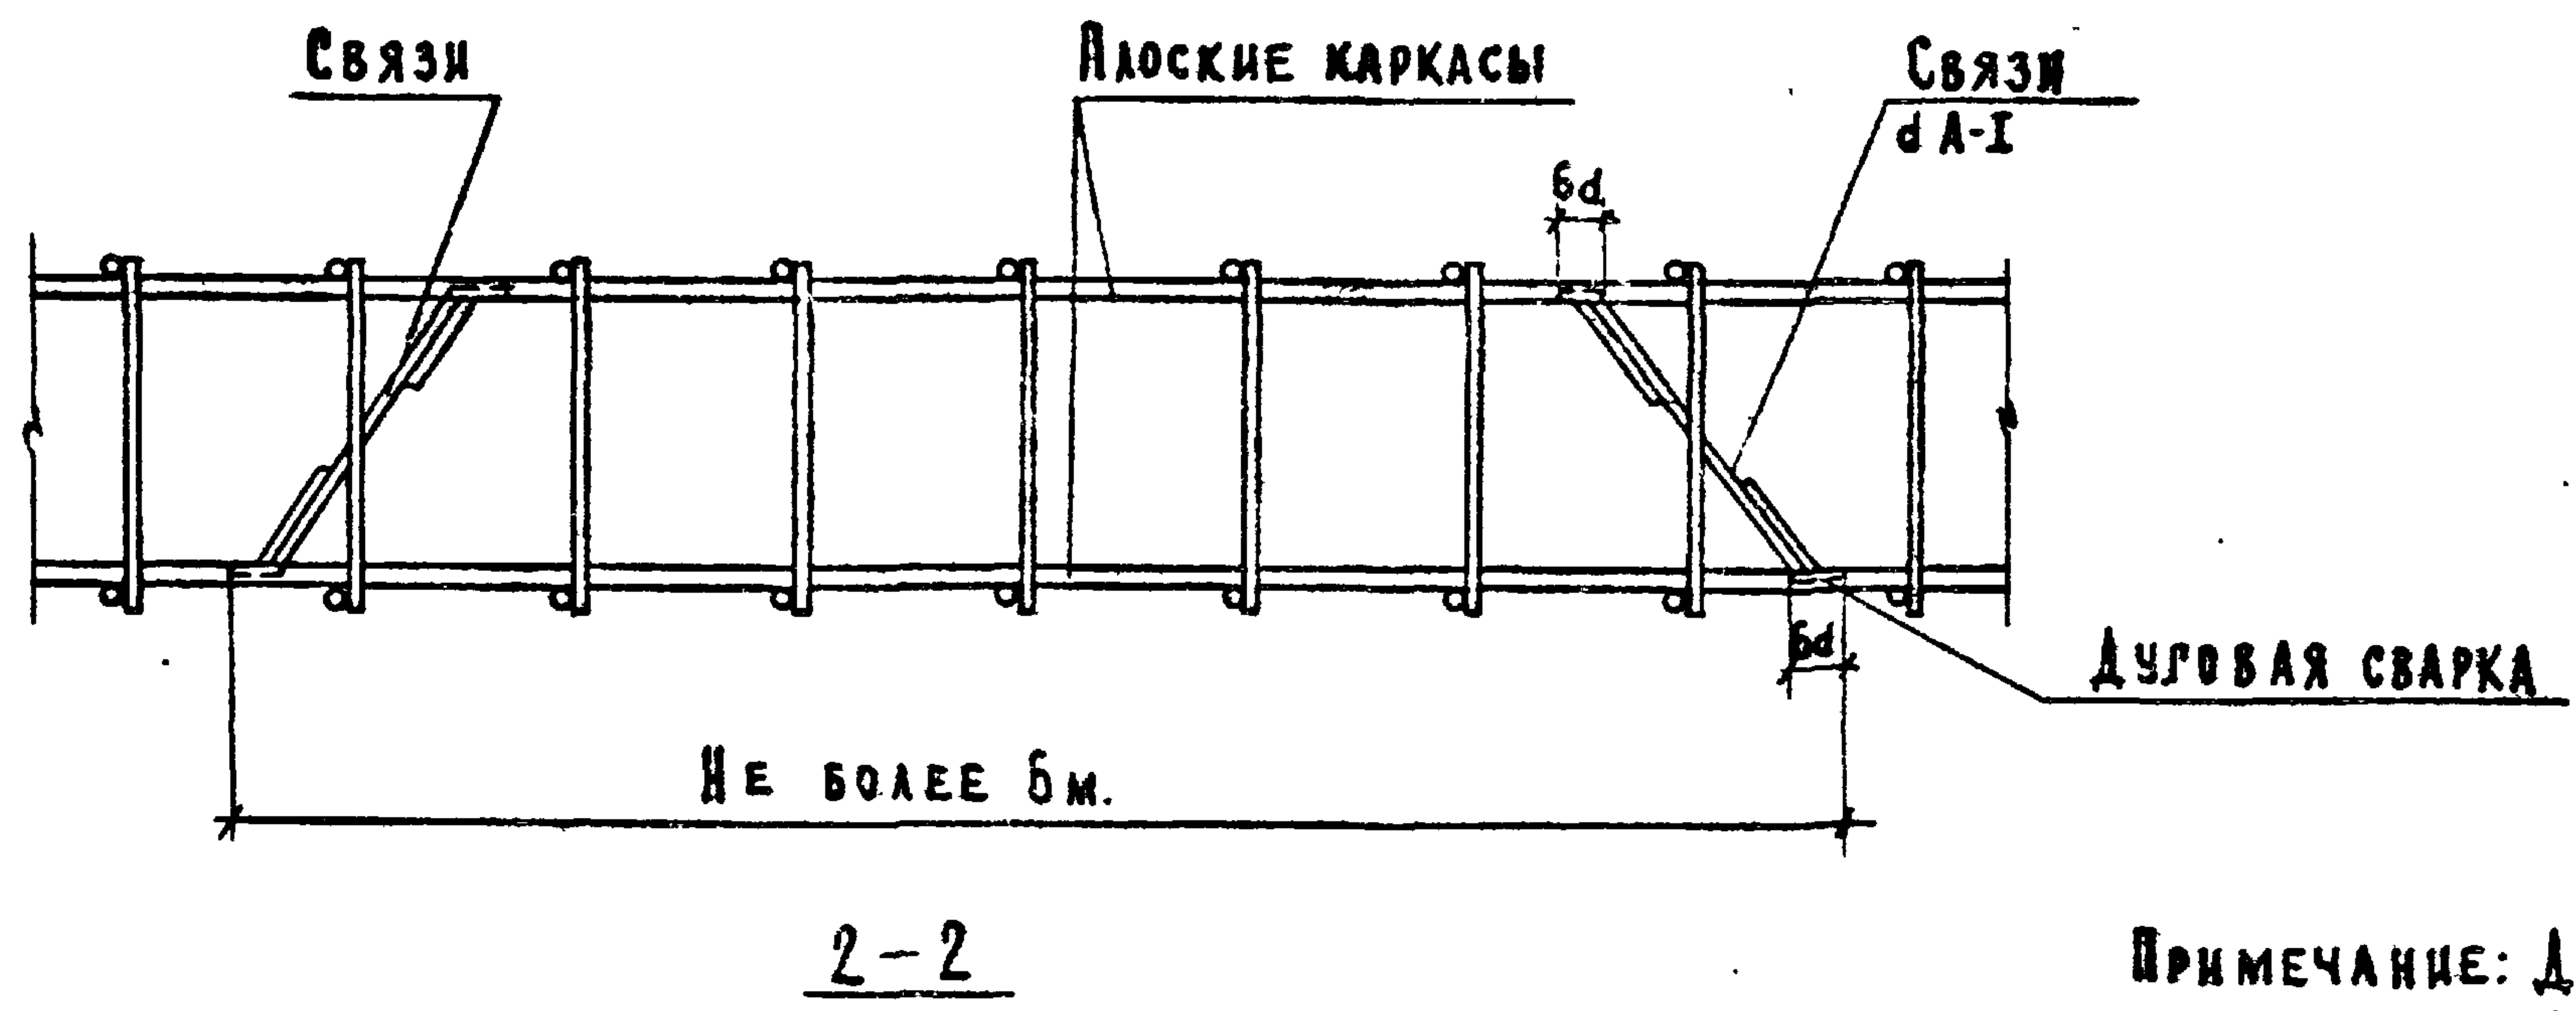 Связи
Плоские каркасы
Связи
d А-I
6d
6d
Дуговая сварка
Не более 6м.
2-2
Примечание: Д